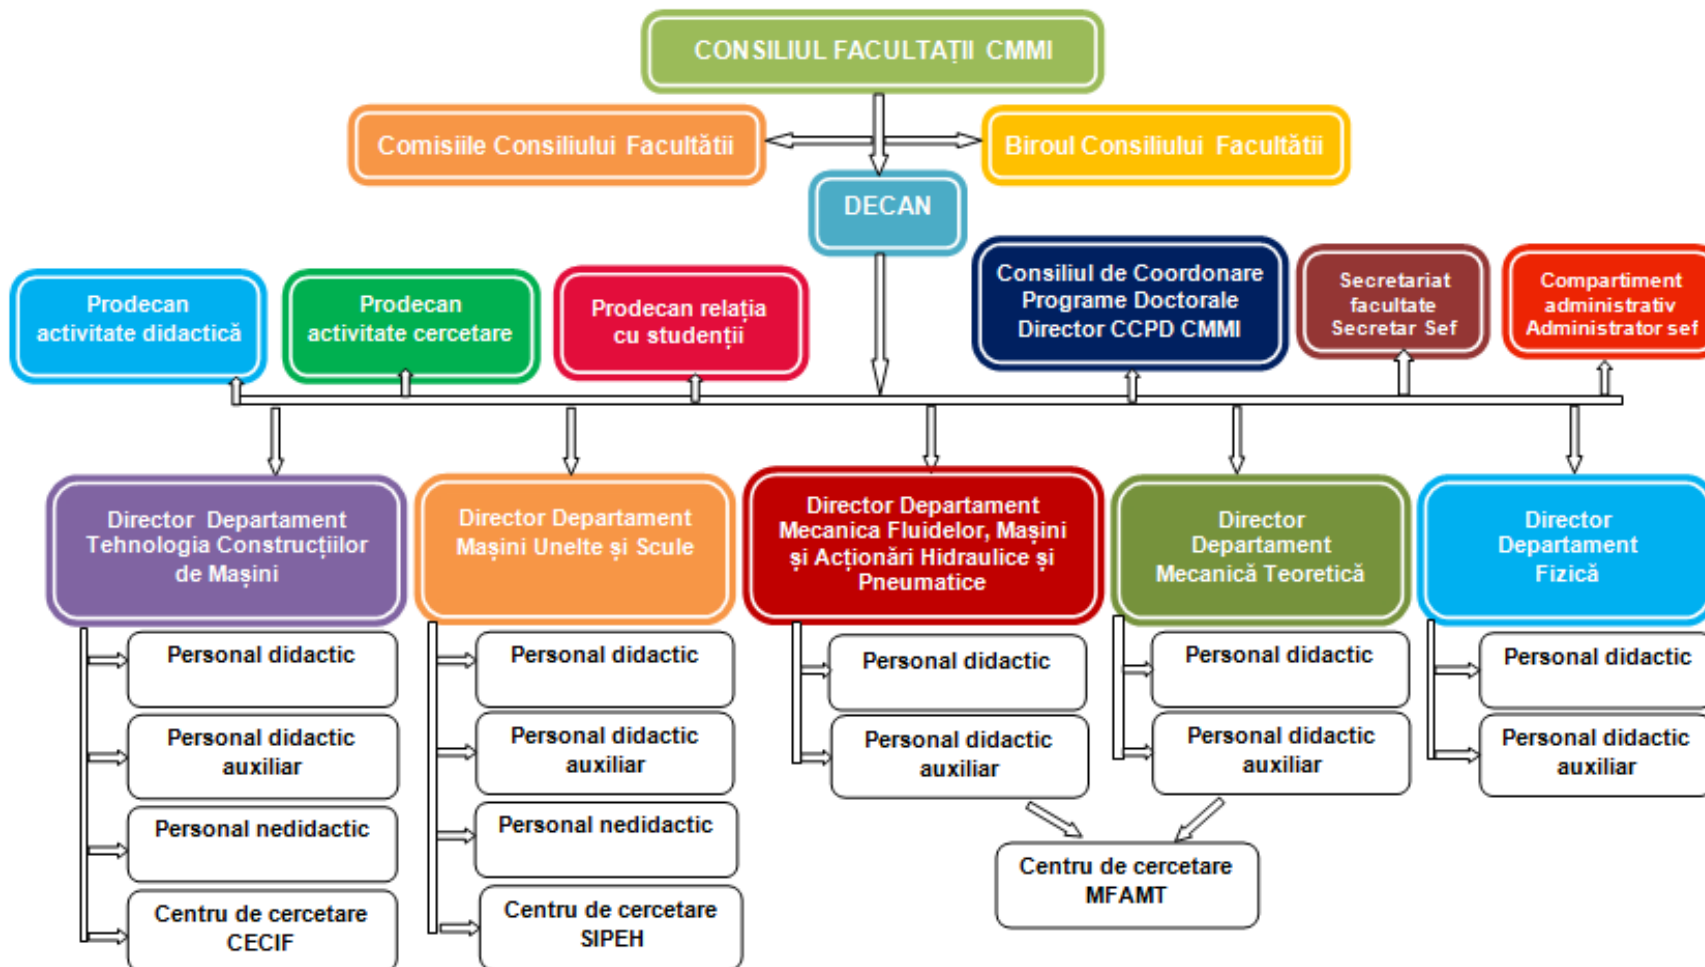 CONSILIUL FACULTAȚII CMMI
Comisiile Consiliului Facultătii
Biroul Consiliului Facultătii
DECAN
Prodecan
activitate didactică
Prodecan
activitate cercetare
Prodecan relația
cu studenții
Consiliul de Coordonare
Programe Doctorale
Director CCPD CMMI
Secretariat
facultate
Secretar Sef
Compartiment
administrativ
Administrator sef
Director Departament
Tehnologia Construcțiilor
de Mașini
Director Departament
Mașini Unelte și Scule
Director Departament
Mecanica Fluidelor, Mașini
și Acționări Hidraulice și
Pneumatice
Director
Departament
Mecanică Teoretică
Director
Departament
Fizică
Personal didactic
Personal didactic
auxiliar
Personal nedidactic
Centru de cercetare
CECIF
Personal didactic
Personal didactic
auxiliar
Personal nedidactic
Centru de cercetare
SIPEH
Personal didactic
Personal didactic
auxiliar
Personal didactic
Personal didactic
auxiliar
Centru de cercetare
MFAMT
Personal didactic
Personal didactic
auxiliar